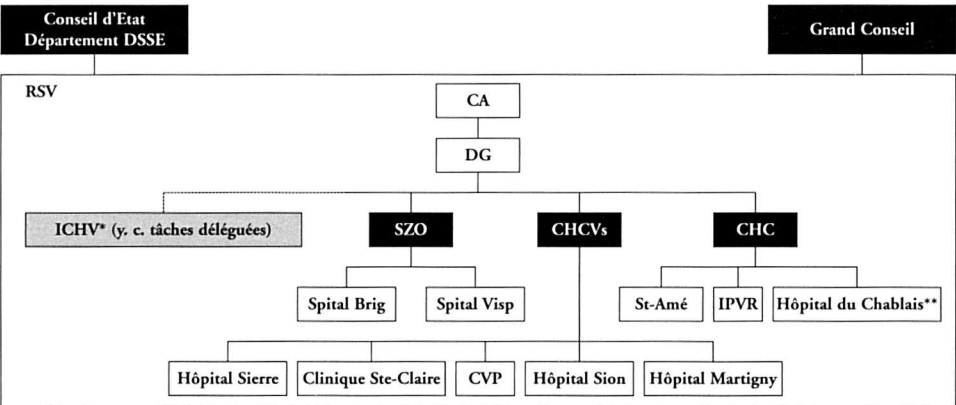 Conseil d'Etat
Département DSSE
Grand Conseil
RSV
CA
DG
ICHV* (y. c. tâches déléguées)
SZO
CHCVs
CHC
Spital Brig
Spital Visp
St-Amé
IPVR
Hôpital du Chablais**
Hôpital Sierre
Clinique Ste-Claire
CVP
Hôpital Sion
Hôpital Martigny